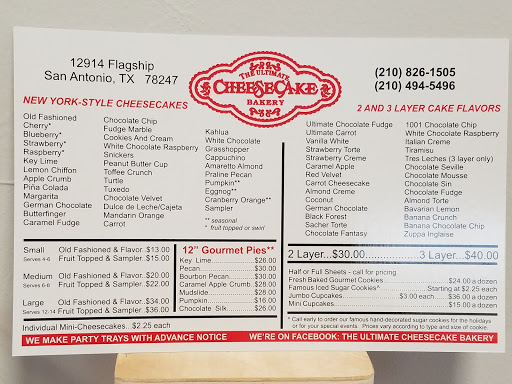 12914 Flagship
San Antonio, TX 78247
THE ULTIMATE
CHEESECAKE
BAKERY
(210) 826-1505
(210) 494-5496
NEW YORK-STYLE CHEESECAKES
Old Fashioned
Cherry*
Blueberry*
Strawberry*
Raspberry*
Key Lime
Lemon Chiffon
Apple Crumb
Piña Colada
Margarita
German Chocolate
Butterfinger
Caramel Fudge
Chocolate Chip
Fudge Marble
Cookies And Cream
White Chocolate Raspberry
Snickers
Peanut Butter Cup
Toffee Crunch
Turtle
Tuxedo
Chocolate Velvet
Dulce de Leche/Cajeta
Mandarin Orange
Carrot
Kahlua
White Chocolate
Grasshopper
Cappuchino
Amaretto Almond
Praline Pecan
Pumpkin**
Eggnog**
Cranberry Orange**
Sampler
** seasonal
* fruit topped or swirl
2 AND 3 LAYER CAKE FLAVORS
Ultimate Chocolate Fudge
Ultimate Carrot
Vanilla White
Strawberry Torte
Strawberry Creme
Caramel Apple
Red Velvet
Carrot Cheesecake
Almond Creme
Coconut
German Chocolate
Black Forest
Sacher Torte
Chocolate Fantasy
1001 Chocolate Chip
White Chocolate Raspberry
Italian Creme
Tiramisu
Tres Leches (3 layer only)
Chocolate Seville
Chocolate Mousse
Chocolate Sin
Chocolate Fudge
Almond Torte
Bavarian Lemon
Banana Crunch
Banana Chocolate Chip
Zuppa Inglaise
Small Old Fashioned & Flavor..$13.00
Serves 4-6 Fruit Topped & Sampler..$15.00
Medium Old Fashioned & Flavor..$20.00
Serves 6-8 Fruit Topped & Sampler..$22.00
Large Old Fashioned & Flavor..$34.00
Serves 12-14 Fruit Topped & Sampler..$36.00
Individual Mini-Cheesecakes.. $2.25 each
12" Gourmet Pies**
Key Lime $26.00
Pecan $30.00
Bourbon Pecan $30.00
Caramel Apple Crumb..$28.00
Mudslide $28.00
Pumpkin $16.00
Chocolate Silk $26.00
2 Layer...$30.00 3 Layer...$40.00
Half or Full Sheets - call for pricing
Fresh Baked Gourmet Cookies $24.00 a dozen
Famous Iced Sugar Cookies* Starting at $2.25 each
Jumbo Cupcakes $3.00 each $36.00 a dozen
Mini Cupcakes $15.00 a dozen
* Call early to order our famous hand-decorated sugar cookies for the holidays
or for your special events. Prices vary according to type and size of cookie.
WE MAKE PARTY TRAYS WITH ADVANCE NOTICE WE'RE ON FACEBOOK: THE ULTIMATE CHEESECAKE BAKERY